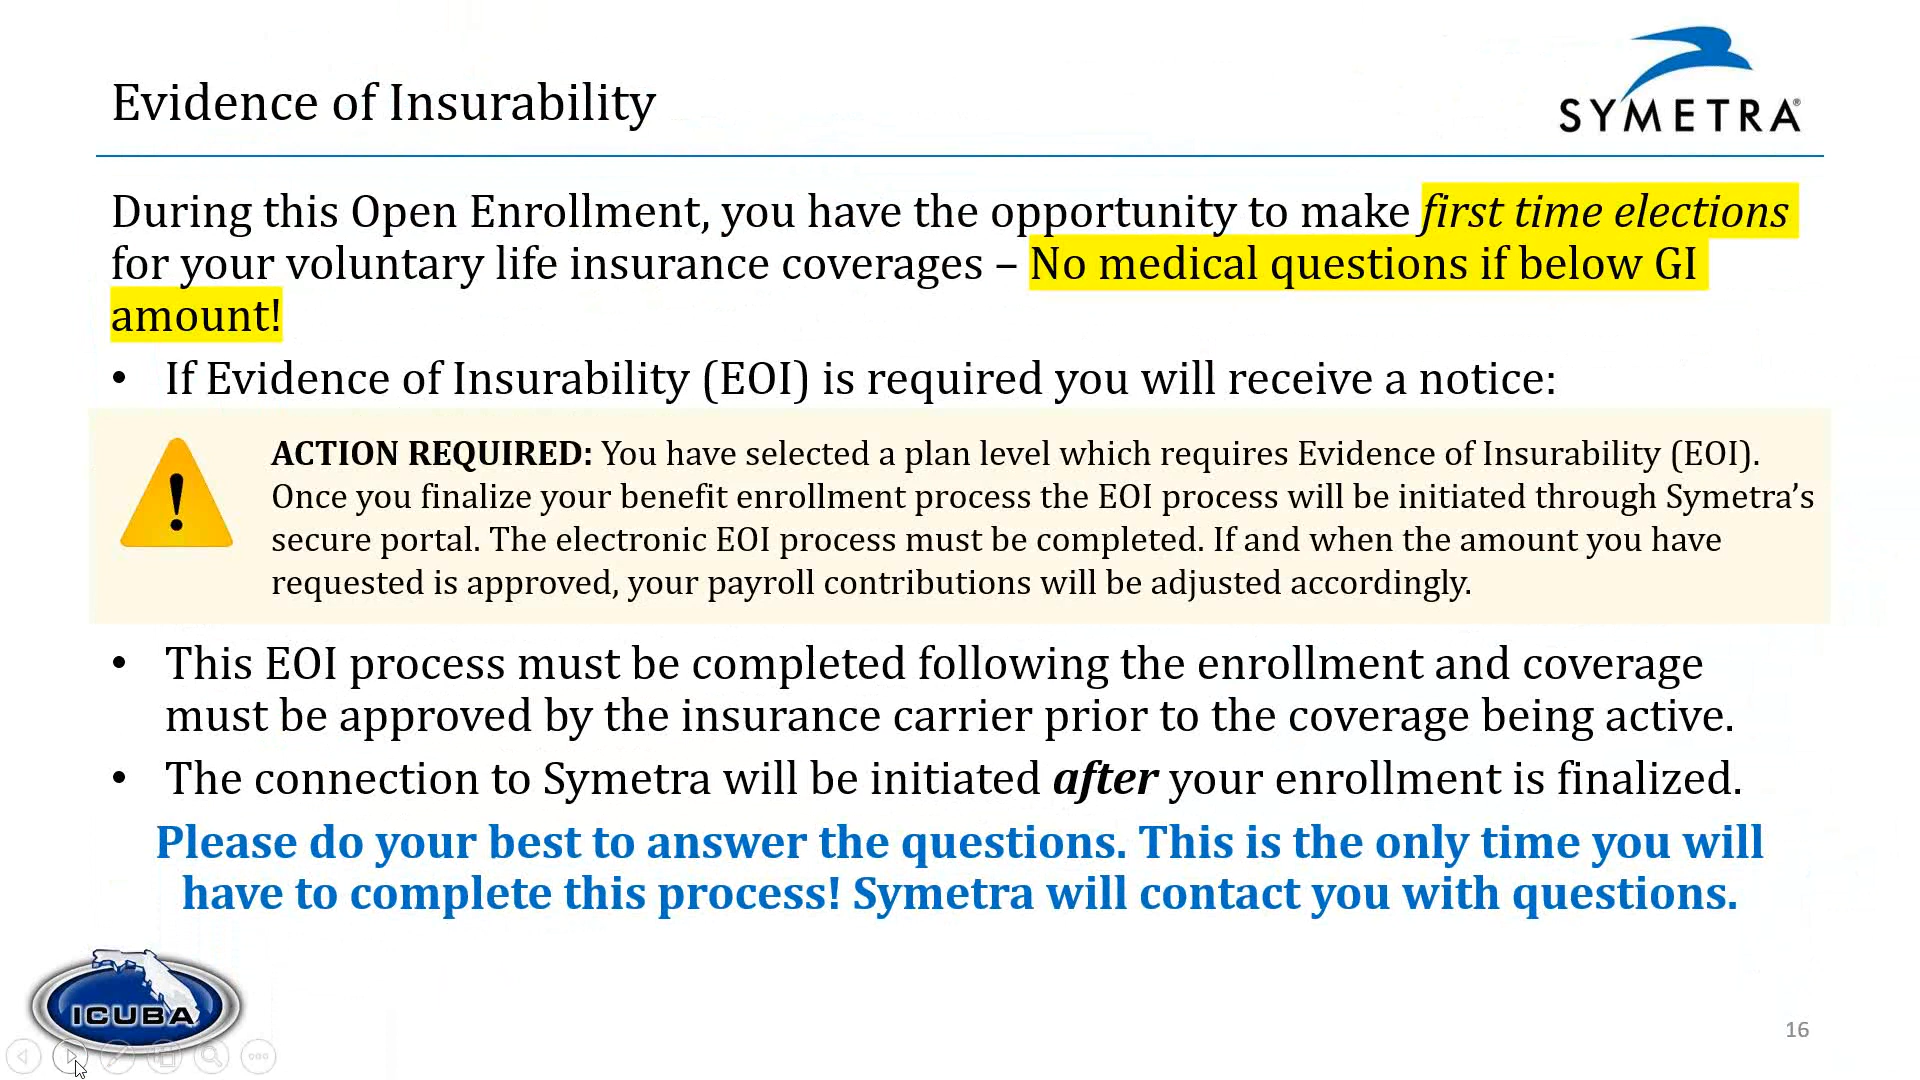 SYMETRA®
Evidence of Insurability
During this Open Enrollment, you have the opportunity to make first time elections
for your voluntary life insurance coverages – No medical questions if below GI
amount!
• If Evidence of Insurability (EOI) is required you will receive a notice:
ACTION REQUIRED: You have selected a plan level which requires Evidence of Insurability (EOI).
Once you finalize your benefit enrollment process the EOI process will be initiated through Symetra’s
secure portal. The electronic EOI process must be completed. If and when the amount you have
requested is approved, your payroll contributions will be adjusted accordingly.
• This EOI process must be completed following the enrollment and coverage
must be approved by the insurance carrier prior to the coverage being active.
• The connection to Symetra will be initiated after your enrollment is finalized.
Please do your best to answer the questions. This is the only time you will
have to complete this process! Symetra will contact you with questions.
ICUBA
16